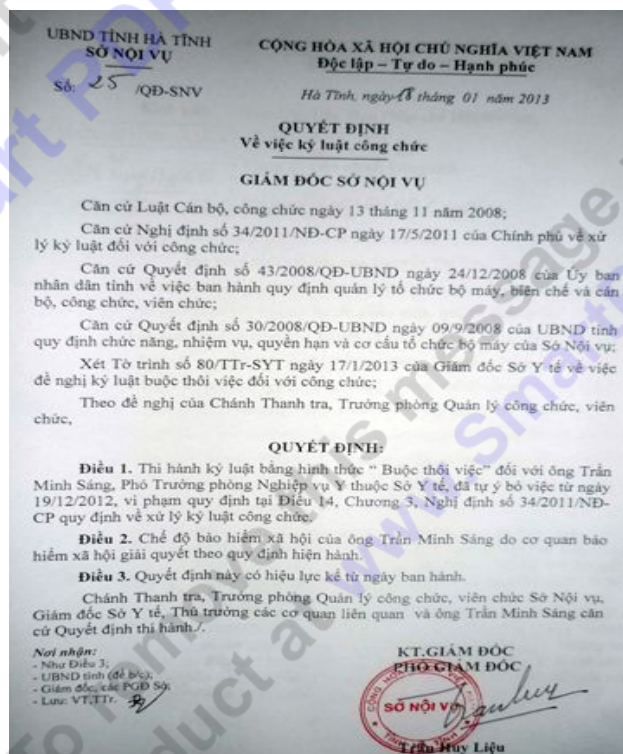 UBND TỈNH HÀ TĨNH
SỞ NỘI VỤ
Số: 25 /QĐ-SNV
CỘNG HÒA XÃ HỘI CHỦ NGHĨA VIỆT NAM
Độc lập – Tự do – Hạnh phúc
Hà Tĩnh, ngày 18 tháng 01 năm 2013
QUYẾT ĐỊNH
Về việc kỷ luật công chức
GIÁM ĐỐC SỞ NỘI VỤ
Căn cứ Luật Cán bộ, công chức ngày 13 tháng 11 năm 2008;
Căn cứ Nghị định số 34/2011/NĐ-CP ngày 17/5/2011 của Chính phủ về xử
lý kỷ luật đối với công chức;
Căn cứ Quyết định số 43/2008/QĐ-UBND ngày 24/12/2008 của Ủy ban
nhân dân tỉnh về việc ban hành quy định quản lý tổ chức bộ máy, biên chế và cán
bộ, công chức, viên chức;
Căn cứ Quyết định số 30/2008/QĐ-UBND ngày 09/9/2008 của UBND tỉnh
quy định chức năng, nhiệm vụ, quyền hạn và cơ cấu tổ chức bộ máy của Sở Nội vụ;
Xét Tờ trình số 80/TTr-SYT ngày 17/1/2013 của Giám đốc Sở Y tế về việc
đề nghị kỷ luật buộc thôi việc đối với công chức;
Theo đề nghị của Chánh Thanh tra, Trưởng phòng Quản lý công chức, viên
chức,
QUYẾT ĐỊNH:
Điều 1. Thi hành kỷ luật bằng hình thức “ Buộc thôi việc” đối với ông Trần
Minh Sáng, Phó Trưởng phòng Nghiệp vụ Y thuộc Sở Y tế, đã tự ý bỏ việc từ ngày
19/12/2012, vi phạm quy định tại Điều 14, Chương 3, Nghị định số 34/2011/NĐ-
CP quy định về xử lý kỷ luật công chức.
Điều 2. Chế độ bảo hiểm xã hội của ông Trần Minh Sáng do cơ quan bảo
hiểm xã hội giải quyết theo quy định hiện hành.
Điều 3. Quyết định này có hiệu lực kể từ ngày ban hành.
Chánh Thanh tra, Trưởng phòng Quản lý công chức, viên chức Sở Nội vụ,
Giám đốc Sở Y tế, Thủ trưởng các cơ quan liên quan và ông Trần Minh Sáng căn
cứ Quyết định thi hành./.
Nơi nhận:
- Như Điều 3;
- UBND tỉnh (để b/c);
- Giám đốc, các PGĐ Sở;
- Lưu: VT,TTr.
KT.GIÁM ĐỐC
PHÓ GIÁM ĐỐC
SỞ NỘI VỤ
Trần Huy Liệu
To remove this message
product at www.Smart
Smart PDF